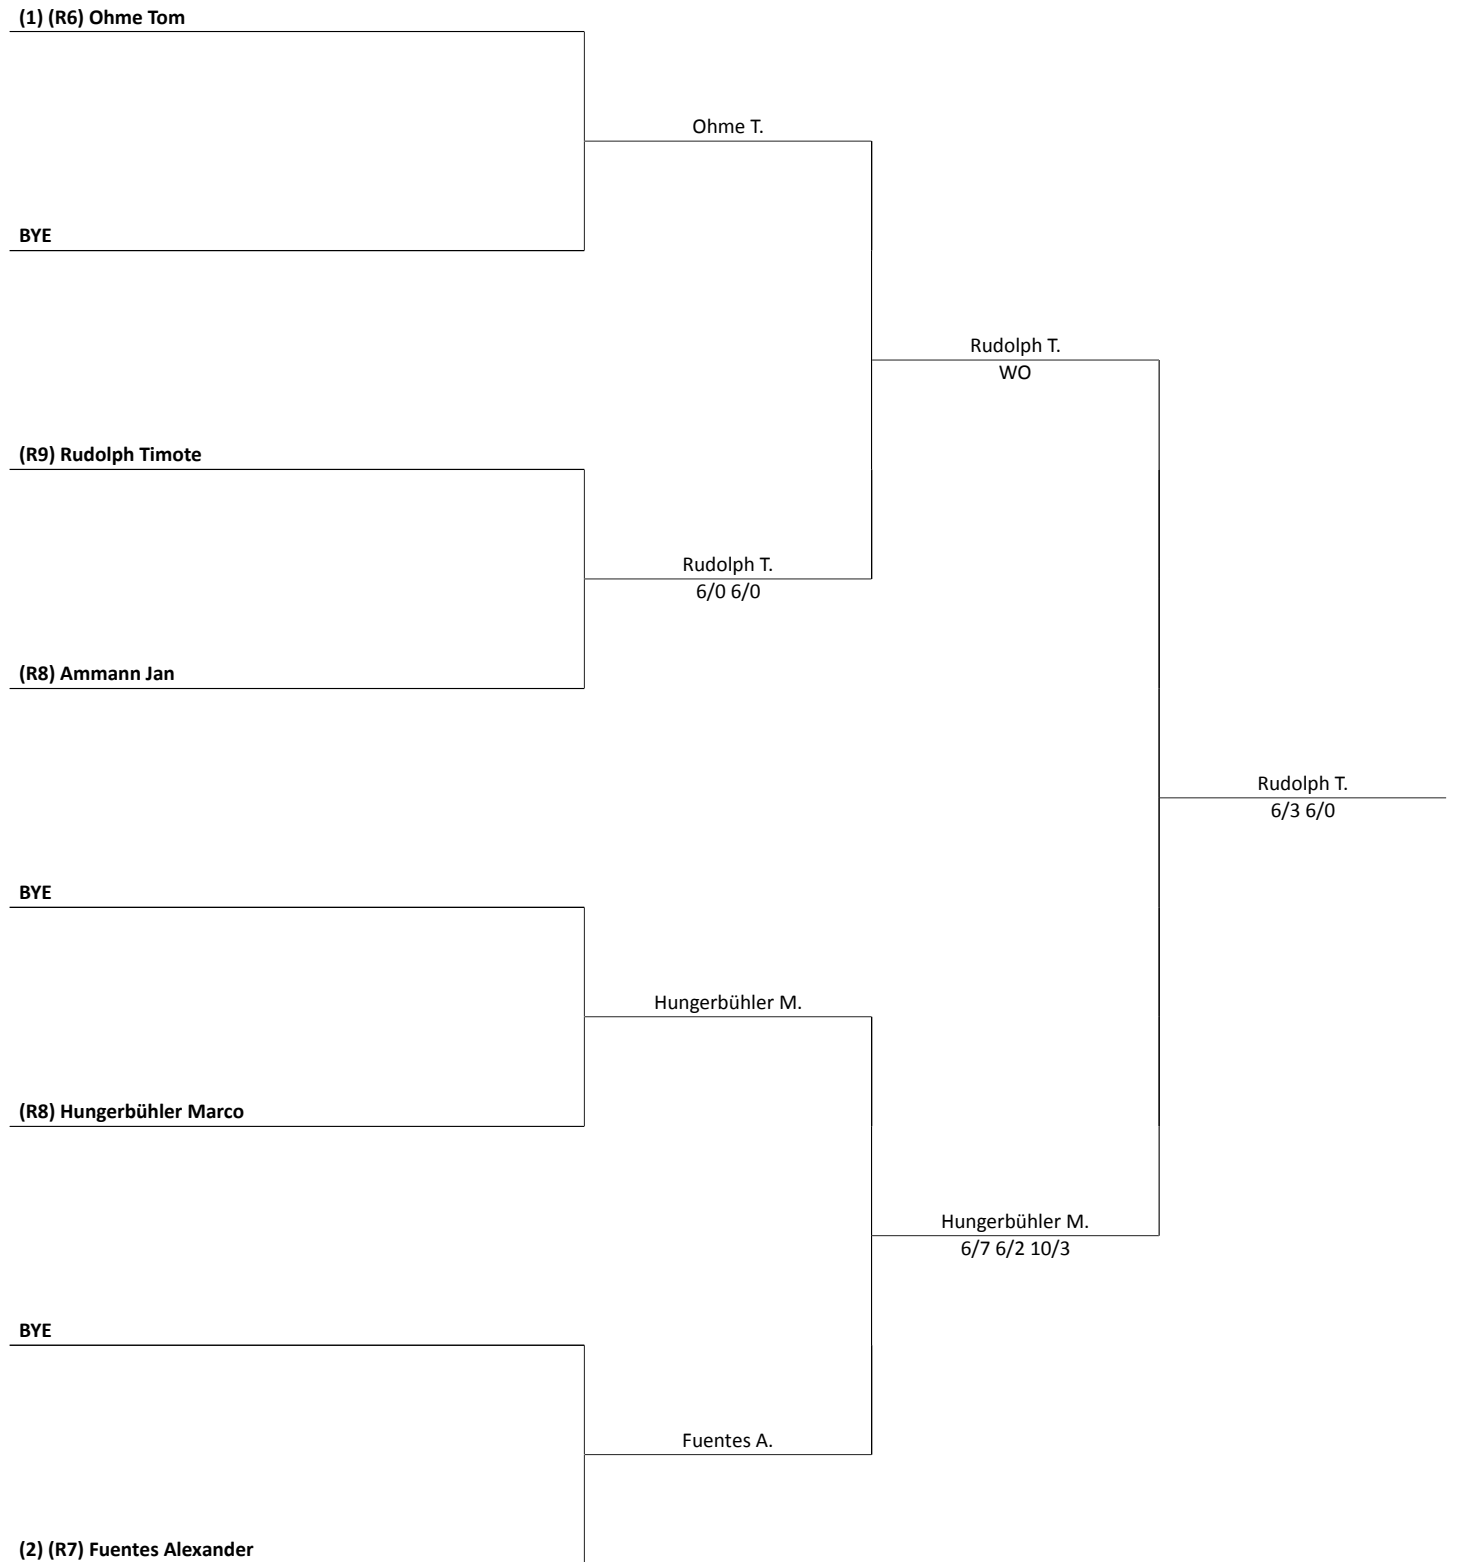 (1) (R6) Ohme Tom
Ohme T.
BYE
Rudolph T.
WO
(R9) Rudolph Timote
Rudolph T.
6/0 6/0
(R8) Ammann Jan
Rudolph T.
6/3 6/0
BYE
Hungerbühler M.
(R8) Hungerbühler Marco
Hungerbühler M.
6/7 6/2 10/3
BYE
Fuentes A.
(2) (R7) Fuentes Alexander